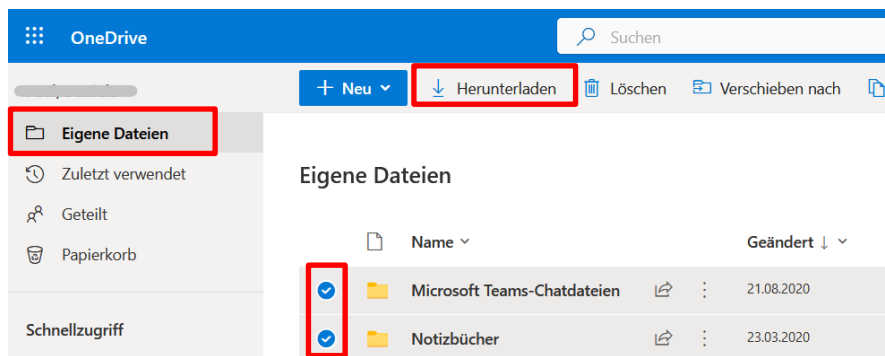 OneDrive
Suchen
Neu
Herunterladen
Löschen
Verschieben nach
Eigene Dateien
Zuletzt verwendet
Geteilt
Papierkorb
Schnellzugriff
Eigene Dateien
Name
Geändert
Microsoft Teams-Chatdateien
21.08.2020
Notizbücher
23.03.2020